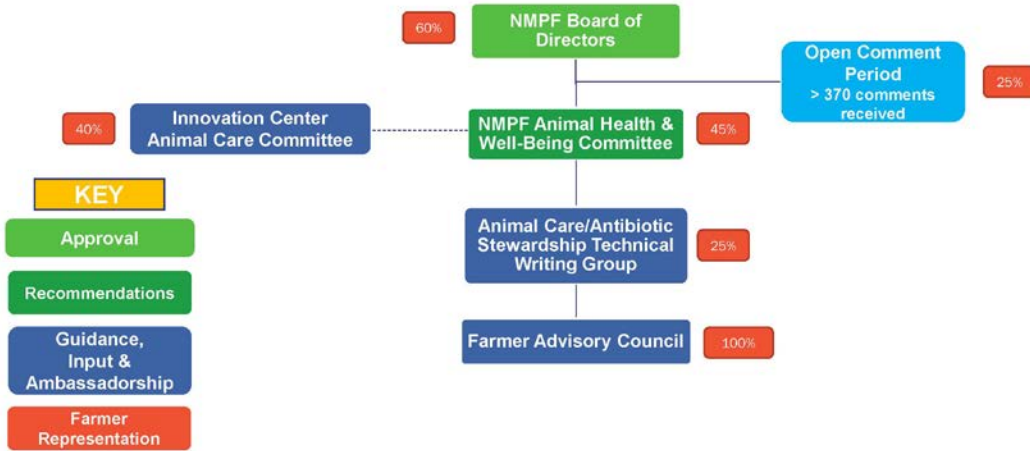 60%
NMPF Board of
Directors
Open Comment
Period
> 370 comments
received
25%
40%
Innovation Center
Animal Care Committee
NMPF Animal Health &
Well-Being Committee
45%
KEY
Approval
Animal Care/Antibiotic
Stewardship Technical
Writing Group
25%
Recommendations
Guidance,
Input &
Ambassadorship
Farmer Advisory Council
100%
Farmer
Representation